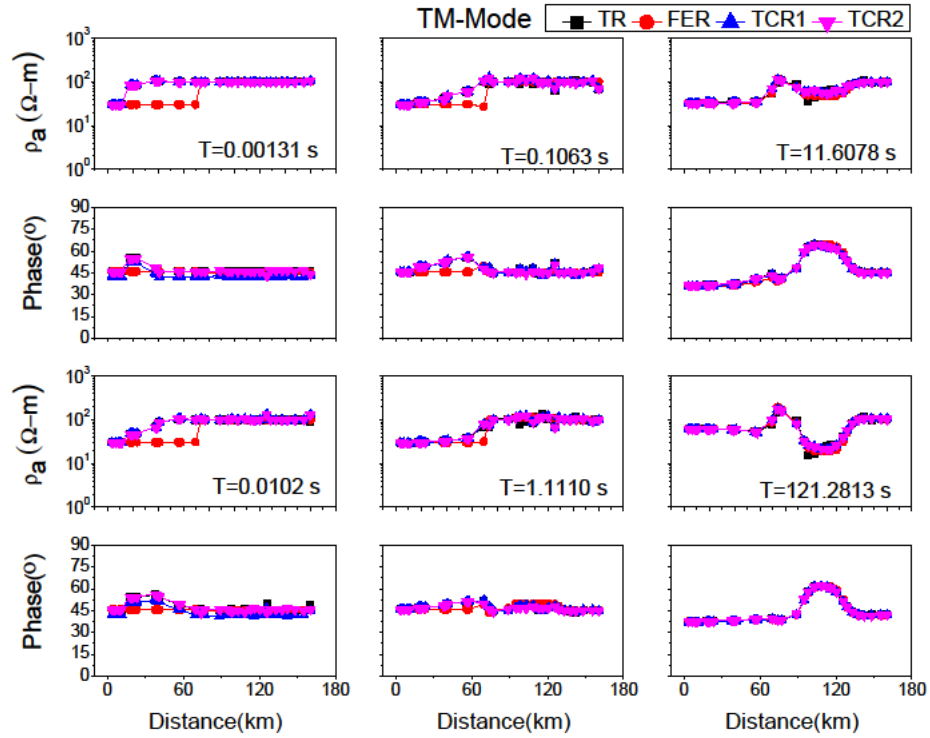 TM-Mode TR FER TCR1 TCR2
ρa (Ω−m)
10³
10²
10¹
10⁰
T=0.00131 s
T=0.1063 s
T=11.6078 s
Phase(º)
90
75
60
45
30
15
0
ρa (Ω−m)
10³
10²
10¹
10⁰
T=0.0102 s
T=1.1110 s
T=121.2813 s
Phase(º)
90
75
60
45
30
15
0
0 60 120 180 0 60 120 180 0 60 120 180
Distance(km) Distance(km) Distance(km)